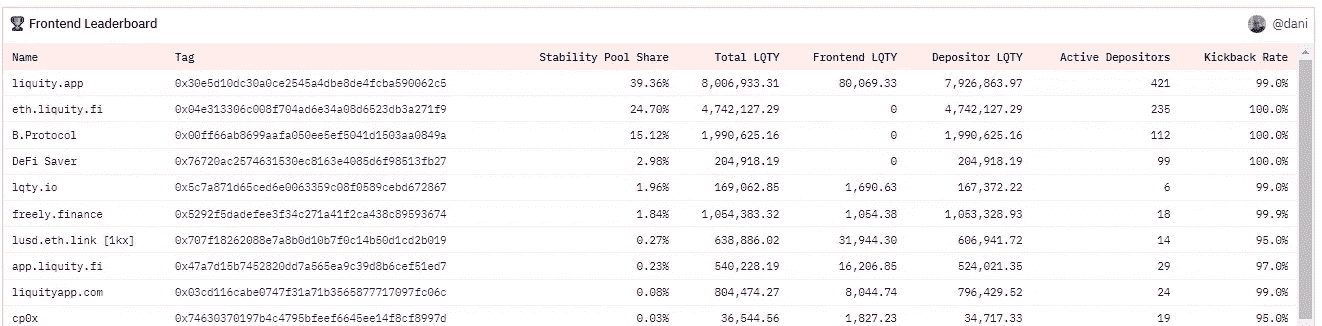 Frontend Leaderboard @dani
Name Tag Stability Pool Share Total LQTY Frontend LQTY Depositor LQTY Active Depositors Kickback Rate
liquity.app 0x30e5d10dc30a0ce2545a4dbe8de4fcba590062c5 39.36% 8,006,933.31 80,069.33 7,926,863.97 421 99.0%
eth.liquity.fi 0x04e313306c008f704ad6e34a08d6523db3a271f9 24.70% 4,742,127.29 0 4,742,127.29 235 100.0%
B.Protocol 0x00ff66ab8699aafa050ee5ef5041d1503aa0849a 15.12% 1,990,625.16 0 1,990,625.16 112 100.0%
DeFi Saver 0x76720ac2574631530ec8163e4085d6f98513fb27 2.98% 204,918.19 0 204,918.19 99 100.0%
lqty.io 0x5c7a871d65ced6e0063359c08f0589cebd672867 1.96% 169,062.85 1,690.63 167,372.22 6 99.0%
freely.finance 0x5292f5dadefee3f34c271a41f2ca438c89593674 1.84% 1,054,383.32 1,054.38 1,053,328.93 18 99.9%
lusd.eth.link [1kx] 0x707f18262088e7a8b0d10b7f0c14b50d1cd2b019 0.27% 638,886.02 31,944.30 606,941.72 14 95.0%
app.liquity.fi 0x47a7d15b7452820dd7a565ea9c39d8b6cef51ed7 0.23% 540,228.19 16,206.85 524,021.35 29 97.0%
liquityapp.com 0x03cd116cabe0747f31a71b3565877717097fc06c 0.08% 804,474.27 8,044.74 796,429.52 24 99.0%
cp0x 0x74630370197b4c4795bfeef6645ee14f8cf8997d 0.03% 36,544.56 1,827.23 34,717.33 19 95.0%